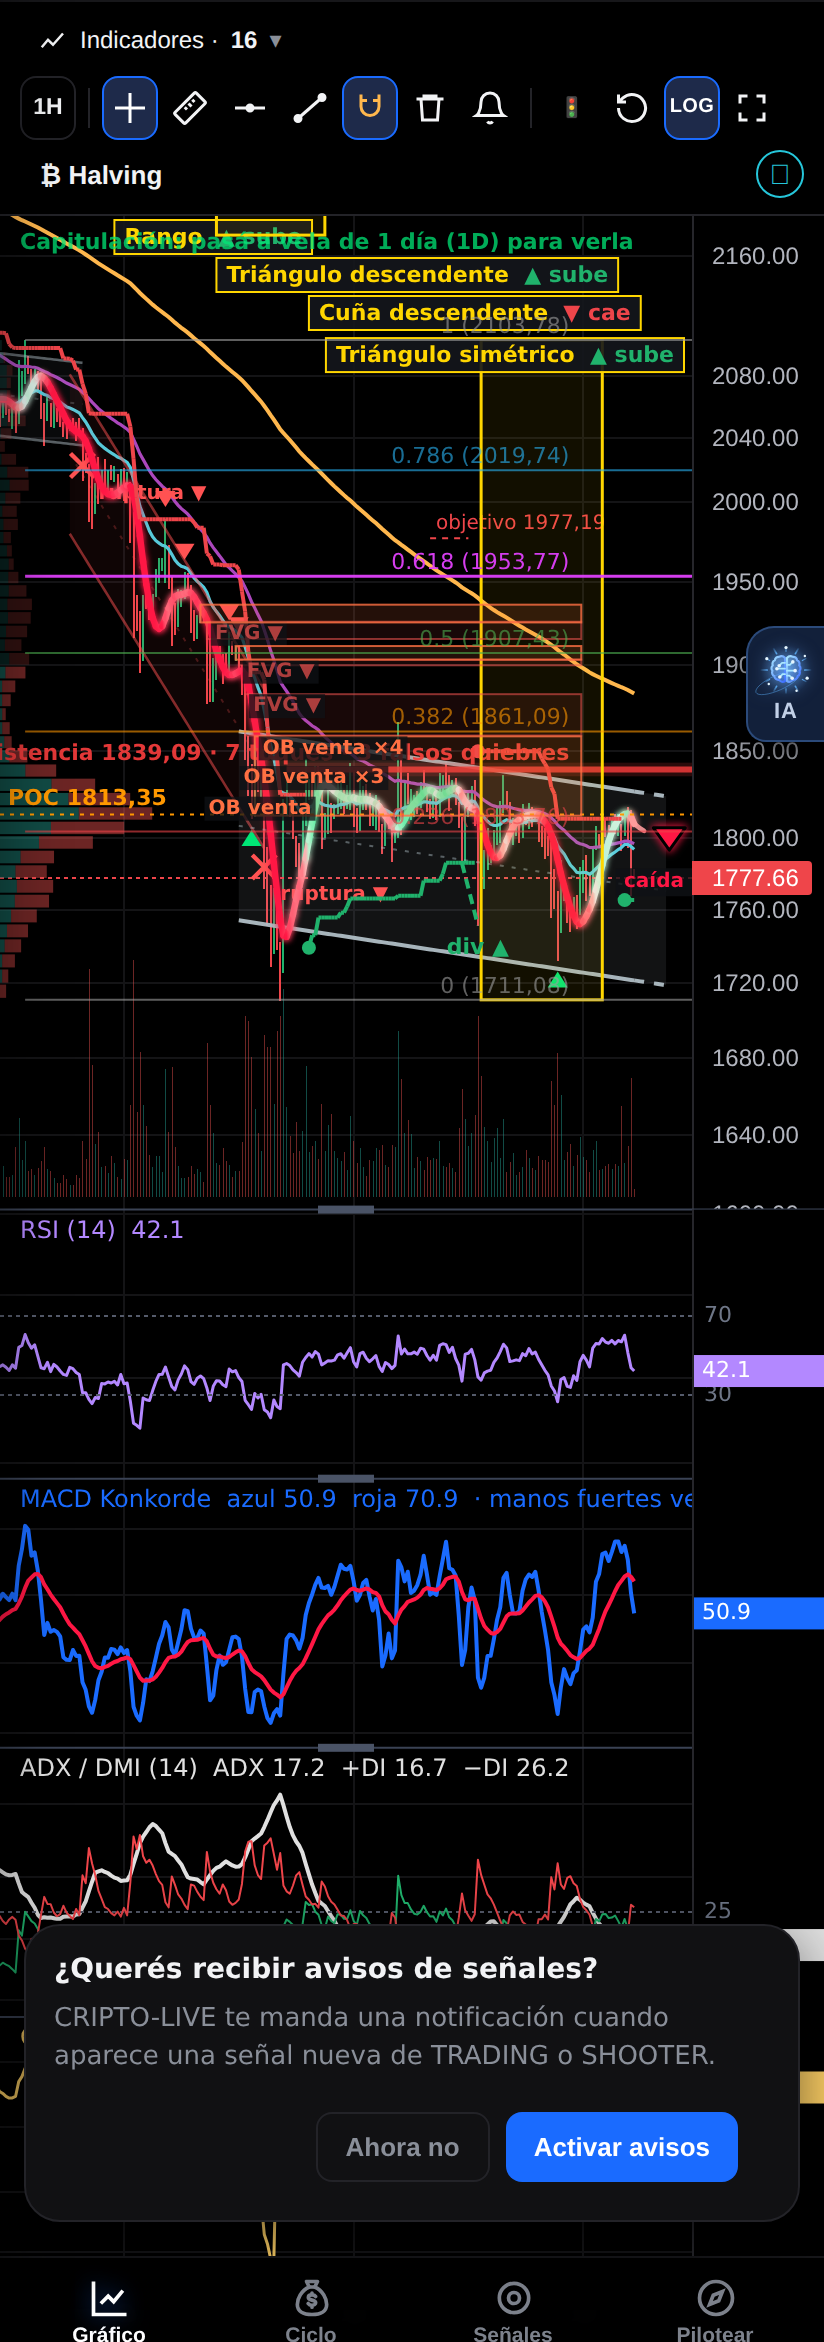 Indicadores · 16 ▾
1H
LOG
₿ Halving
Rango ▲ sube
Capitulación: pasá a vela de 1 día (1D) para verla
Triángulo descendente ▲ sube
Cuña descendente ▼ cae
1 (2103,78)
Triángulo simétrico ▲ sube
2160.00
2080.00
0.786 (2019,74)
2040.00
ruptura ▼
2000.00
objetivo 1977,19
0.618 (1953,77)
1950.00
FVG ▼
0.5 (1907,43)
FVG ▼
IA
FVG ▼
0.382 (1861,09)
OB venta ×4
1850.00
OB venta ×3
POC 1813,35
OB venta
1800.00
ruptura ▼
caída
1777.66
1760.00
div ▲
0 (1711,08)
1720.00
1680.00
1640.00
RSI (14) 42.1
70
42.1
30
MACD Konkorde azul 50.9 roja 70.9 · manos fuertes ve
50.9
ADX / DMI (14) ADX 17.2 +DI 16.7 −DI 26.2
25
¿Querés recibir avisos de señales?
CRIPTO-LIVE te manda una notificación cuando
aparece una señal nueva de TRADING o SHOOTER.
Ahora no
Activar avisos
Gráfico
Ciclo
Señales
Pilotear